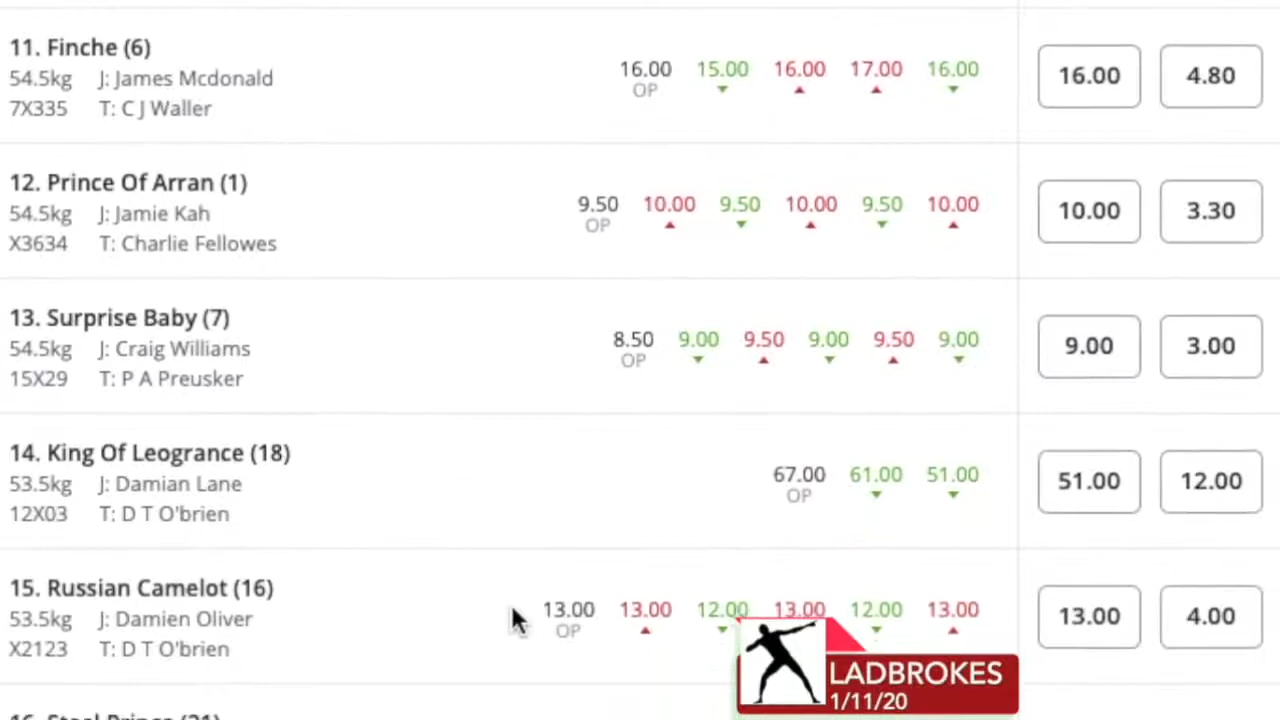 11. Finche (6)
54.5kg J: James Mcdonald
7X335 T: C J Waller
16.00 15.00 16.00 17.00 16.00
OP
16.00 4.80
12. Prince Of Arran (1)
54.5kg J: Jamie Kah
X3634 T: Charlie Fellowes
9.50 10.00 9.50 10.00 9.50 10.00
OP
10.00 3.30
13. Surprise Baby (7)
54.5kg J: Craig Williams
15X29 T: P A Preusker
8.50 9.00 9.50 9.00 9.50 9.00
OP
9.00 3.00
14. King Of Leogrance (18)
53.5kg J: Damian Lane
12X03 T: D T O'brien
67.00 61.00 51.00
OP
51.00 12.00
15. Russian Camelot (16)
53.5kg J: Damien Oliver
X2123 T: D T O'brien
13.00 13.00 12.00 13.00 12.00 13.00
OP
13.00 4.00
LADBROKES
1/11/20
16. Steel Prince (21)